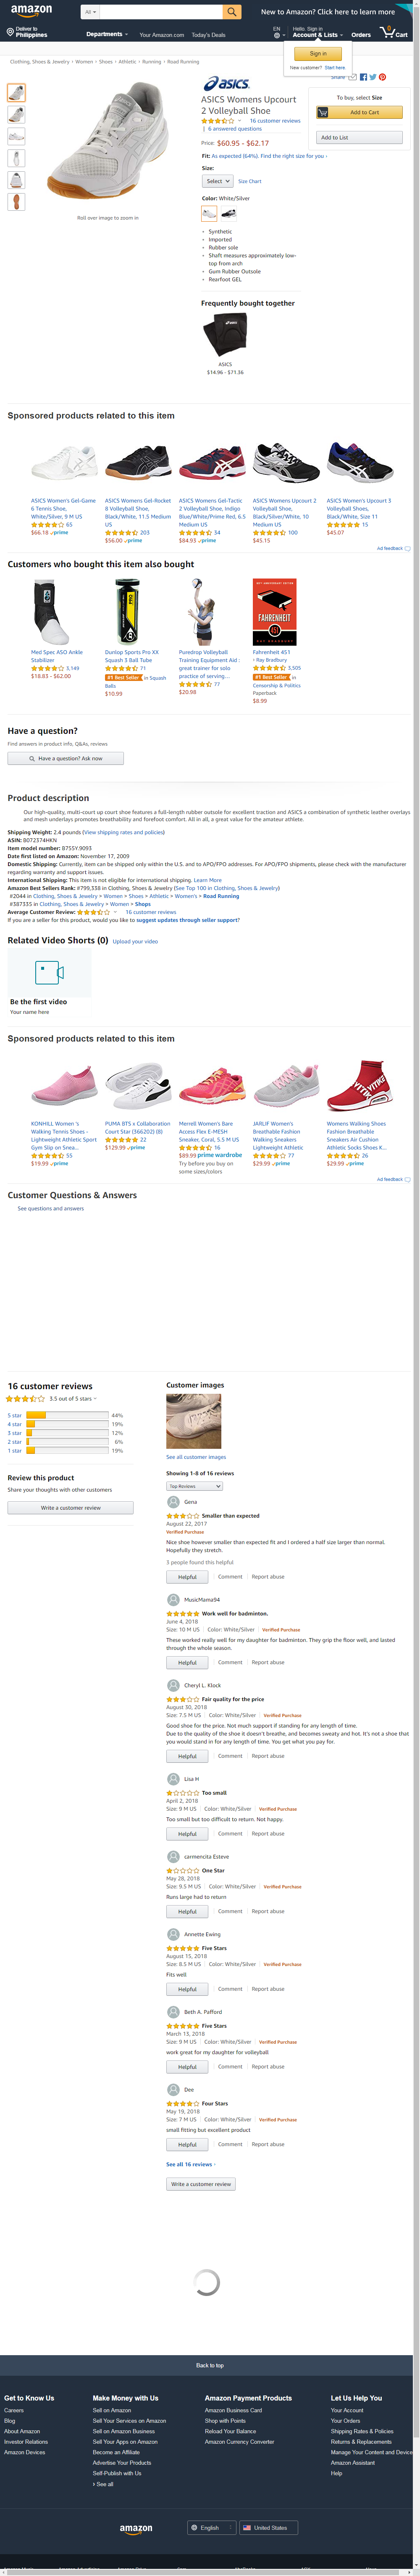 amazon
All
New to Amazon? Click here to learn more
Deliver to
Philippines
Departments
Your Amazon.com
Today's Deals
EN
Hello. Sign in
Account & Lists
Orders
0
Cart
Sign in
New customer? Start here.
Clothing, Shoes & Jewelry › Women › Shoes › Athletic › Running › Road Running
Share
asics
ASICS Womens Upcourt
2 Volleyball Shoe
16 customer reviews
| 6 answered questions
Price: $60.95 - $62.17
Fit: As expected (64%). Find the right size for you ›
Size:
Select
Size Chart
Color: White/Silver
Synthetic
Imported
Rubber sole
Shaft measures approximately low-
top from arch
Gum Rubber Outsole
Rearfoot GEL
Roll over image to zoom in
To buy, select Size
Add to Cart
Add to List
Frequently bought together
ASICS
$14.96 - $71.36
Sponsored products related to this item
ASICS Women's Gel-Game
6 Tennis Shoe,
White/Silver, 9 M US
65
$66.18 prime
ASICS Womens Gel-Rocket
8 Volleyball Shoe,
Black/White, 11.5 Medium
US
203
$56.00 prime
ASICS Womens Gel-Tactic
2 Volleyball Shoe, Indigo
Blue/White/Prime Red, 6.5
Medium US
54
$84.93 prime
ASICS Womens Upcourt 2
Volleyball Shoe,
Black/Silver/White, 10
Medium US
100
$45.15
ASICS Women's Upcourt 3
Volleyball Shoes,
Black/White, Size 11
15
$45.07
Ad feedback
Customers who bought this item also bought
Med Spec ASO Ankle
Stabilizer
3,149
$18.83 - $62.00
Dunlop Sports Pro XX
Squash 3 Ball Tube
71
#1 Best Seller in Squash
Balls
$10.99
Puredrop Volleyball
Training Equipment Aid :
great trainer for solo
practice of serving…
77
$20.98
Fahrenheit 451
› Ray Bradbury
3,505
#1 Best Seller in
Censorship & Politics
Paperback
$8.99
Have a question?
Find answers in product info, Q&As, reviews
Have a question? Ask now
Product description
Our high-quality, multi-court up court shoe features a full-length rubber outsole for excellent traction and ASICS a combination of synthetic leather overlays
and mesh underlays promotes breathability and forefoot comfort. All in all, a great value for the amateur athlete.
Shipping Weight: 2.4 pounds (View shipping rates and policies)
ASIN: B072374HKN
Item model number: B755Y.9093
Date first listed on Amazon: November 17, 2009
Domestic Shipping: Currently, item can be shipped only within the U.S. and to APO/FPO addresses. For APO/FPO shipments, please check with the manufacturer
regarding warranty and support issues.
International Shipping: This item is not eligible for international shipping. Learn More
Amazon Best Sellers Rank: #799,338 in Clothing, Shoes & Jewelry (See Top 100 in Clothing, Shoes & Jewelry)
#2044 in Clothing, Shoes & Jewelry > Women > Shoes > Athletic > Women's > Road Running
#387335 in Clothing, Shoes & Jewelry > Women > Shops
Average Customer Review: 16 customer reviews
If you are a seller for this product, would you like to suggest updates through seller support?
Related Video Shorts (0) Upload your video
Be the first video
Your name here
Sponsored products related to this item
KONHILL Women 's
Walking Tennis Shoes -
Lightweight Athletic Sport
Gym Slip on Snea...
55
$19.99 prime
PUMA BTS x Collaboration
Court Star (366202) (8)
22
$129.99 prime
Merrell Women's Bare
Access Flex E-MESH
Sneaker, Coral, 5.5 M US
16
$89.99 prime wardrobe
Try before you buy on
some sizes/colors
JARLIF Women's
Breathable Fashion
Walking Sneakers
Lightweight Athletic
77
$29.99 prime
Womens Walking Shoes
Fashion Breathable
Sneakers Air Cushion
Athletic Socks Shoes K...
26
$29.99 prime
Ad feedback
Customer Questions & Answers
See questions and answers
16 customer reviews
3.5 out of 5 stars
5 star 44%
4 star 19%
3 star 12%
2 star 6%
1 star 19%
Review this product
Share your thoughts with other customers
Write a customer review
Customer images
See all customer images
Showing 1-8 of 16 reviews
Top Reviews
Gena
Smaller than expected
August 22, 2017
Verified Purchase
Nice shoe however smaller than expected fit and I ordered a half size larger than normal.
Hopefully they stretch.
3 people found this helpful
Helpful Comment Report abuse
MusicMama94
Work well for badminton.
June 4, 2018
Size: 10 M US Color: White/Silver Verified Purchase
These worked really well for my daughter for badminton. They grip the floor well, and lasted
through the whole season.
Helpful Comment Report abuse
Cheryl L. Klock
Fair quality for the price
August 30, 2018
Size: 7.5 M US Color: White/Silver Verified Purchase
Good shoe for the price. Not much support if standing for any length of time.
Due to the quality of the shoe it doesn't breathe, and becomes sweaty and hot. It's not a shoe that
you would stand in for any length of time. You get what you pay for.
Helpful Comment Report abuse
Lisa H
Too small
April 2, 2018
Size: 9 M US Color: White/Silver Verified Purchase
Too small but too difficult to return. Not happy.
Helpful Comment Report abuse
carmencita Esteve
One Star
May 28, 2018
Size: 9.5 M US Color: White/Silver Verified Purchase
Runs large had to return
Helpful Comment Report abuse
Annette Ewing
Five Stars
August 15, 2018
Size: 8.5 M US Color: White/Silver Verified Purchase
Fits well
Helpful Comment Report abuse
Beth A. Pafford
Five Stars
March 13, 2018
Size: 9 M US Color: White/Silver Verified Purchase
work great for my daughter for volleyball
Helpful Comment Report abuse
Dee
Four Stars
May 19, 2018
Size: 7 M US Color: White/Silver Verified Purchase
small fitting but excellent product
Helpful Comment Report abuse
See all 16 reviews ›
Write a customer review
Back to top
Get to Know Us
Careers
Blog
About Amazon
Investor Relations
Amazon Devices
Make Money with Us
Sell on Amazon
Sell Your Services on Amazon
Sell on Amazon Business
Sell Your Apps on Amazon
Become an Affiliate
Advertise Your Products
Self-Publish with Us
› See all
Amazon Payment Products
Amazon Business Card
Shop with Points
Reload Your Balance
Amazon Currency Converter
Let Us Help You
Your Account
Your Orders
Shipping Rates & Policies
Returns & Replacements
Manage Your Content and Device
Amazon Assistant
Help
amazon
English
United States